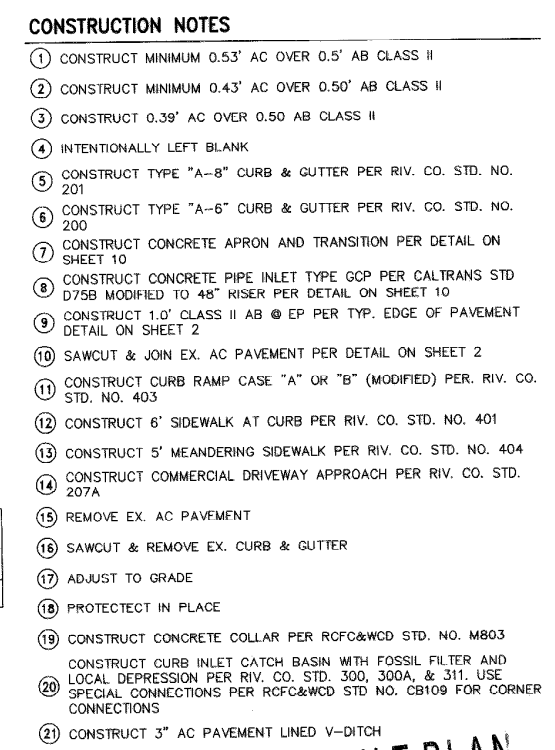 CONSTRUCTION NOTES
1 CONSTRUCT MINIMUM 0.53' AC OVER 0.5' AB CLASS II
2 CONSTRUCT MINIMUM 0.43' AC OVER 0.50' AB CLASS II
3 CONSTRUCT 0.39' AC OVER 0.50 AB CLASS II
4 INTENTIONALLY LEFT BLANK
5 CONSTRUCT TYPE "A-8" CURB & GUTTER PER RIV. CO. STD. NO.
201
6 CONSTRUCT TYPE "A-6" CURB & GUTTER PER RIV. CO. STD. NO.
200
7 CONSTRUCT CONCRETE APRON AND TRANSITION PER DETAIL ON
SHEET 10
8 CONSTRUCT CONCRETE PIPE INLET TYPE GCP PER CALTRANS STD
D75B MODIFIED TO 48" RISER PER DETAIL ON SHEET 10
9 CONSTRUCT 1.0' CLASS II AB @ EP PER TYP. EDGE OF PAVEMENT
DETAIL ON SHEET 2
10 SAWCUT & JOIN EX. AC PAVEMENT PER DETAIL ON SHEET 2
11 CONSTRUCT CURB RAMP CASE "A" OR "B" (MODIFIED) PER. RIV. CO.
STD. NO. 403
12 CONSTRUCT 6' SIDEWALK AT CURB PER RIV. CO. STD. NO. 401
13 CONSTRUCT 5' MEANDERING SIDEWALK PER RIV. CO. STD. NO. 404
14 CONSTRUCT COMMERCIAL DRIVEWAY APPROACH PER RIV. CO. STD.
207A
15 REMOVE EX. AC PAVEMENT
16 SAWCUT & REMOVE EX. CURB & GUTTER
17 ADJUST TO GRADE
18 PROTECTECT IN PLACE
19 CONSTRUCT CONCRETE COLLAR PER RCFC&WCD STD. NO. M803
20 CONSTRUCT CURB INLET CATCH BASIN WITH FOSSIL FILTER AND
LOCAL DEPRESSION PER RIV. CO. STD. 300, 300A, & 311. USE
SPECIAL CONNECTIONS PER RCFC&WCD STD NO. CB109 FOR CORNER
CONNECTIONS
21 CONSTRUCT 3" AC PAVEMENT LINED V-DITCH
PLAN